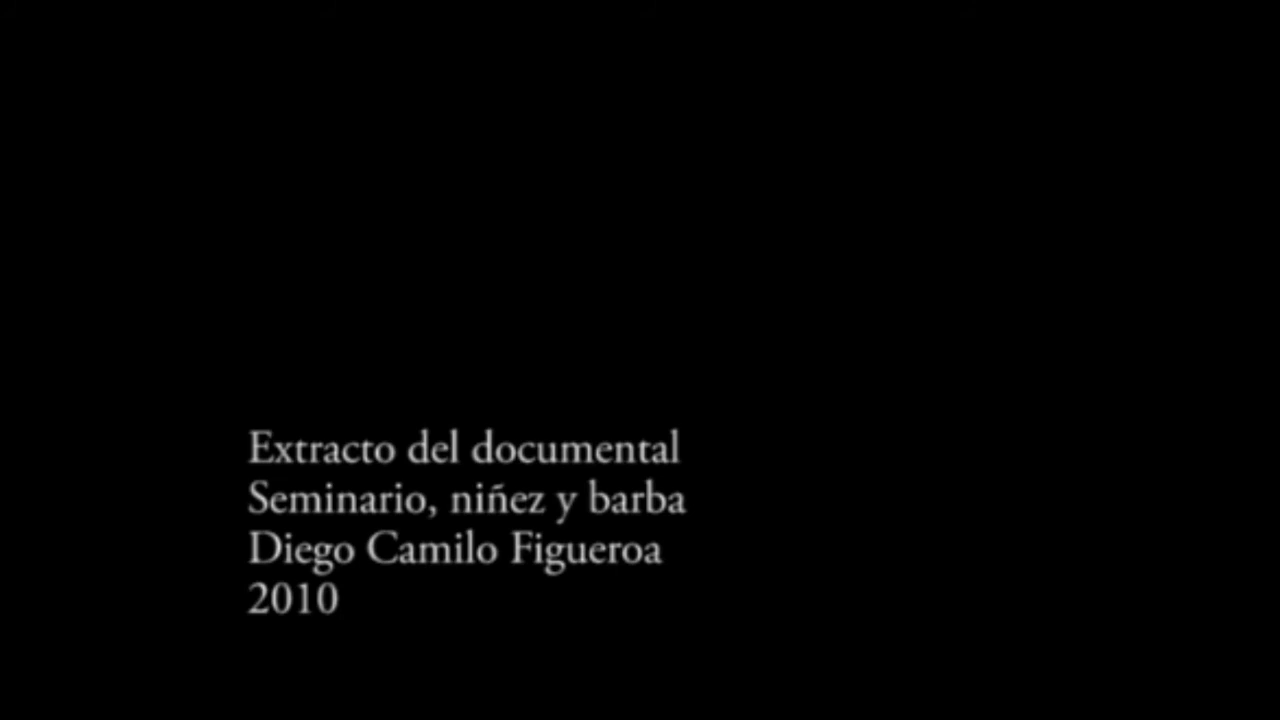 Extracto del documental
Seminario, niñez y barba
Diego Camilo Figueroa
2010